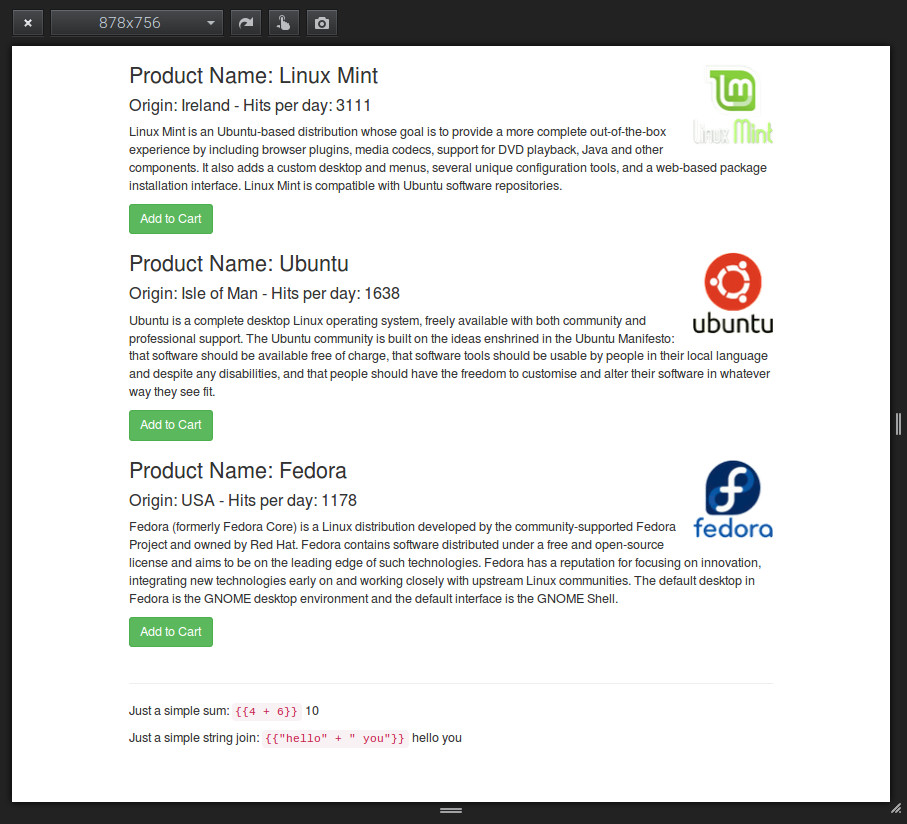 878x756
Product Name: Linux Mint
Origin: Ireland - Hits per day: 3111
Linux Mint is an Ubuntu-based distribution whose goal is to provide a more complete out-of-the-box
experience by including browser plugins, media codecs, support for DVD playback, Java and other
components. It also adds a custom desktop and menus, several unique configuration tools, and a web-based package
installation interface. Linux Mint is compatible with Ubuntu software repositories.
Linux Mint
Add to Cart
Product Name: Ubuntu
Origin: Isle of Man - Hits per day: 1638
Ubuntu is a complete desktop Linux operating system, freely available with both community and
professional support. The Ubuntu community is built on the ideas enshrined in the Ubuntu Manifesto:
that software should be available free of charge, that software tools should be usable by people in their local language
and despite any disabilities, and that people should have the freedom to customise and alter their software in whatever
way they see fit.
ubuntu
Add to Cart
Product Name: Fedora
Origin: USA - Hits per day: 1178
Fedora (formerly Fedora Core) is a Linux distribution developed by the community-supported Fedora
Project and owned by Red Hat. Fedora contains software distributed under a free and open-source
license and aims to be on the leading edge of such technologies. Fedora has a reputation for focusing on innovation,
integrating new technologies early on and working closely with upstream Linux communities. The default desktop in
Fedora is the GNOME desktop environment and the default interface is the GNOME Shell.
fedora
Add to Cart
Just a simple sum: {{4 + 6}} 10
Just a simple string join: {{"hello" + " you"}} hello you